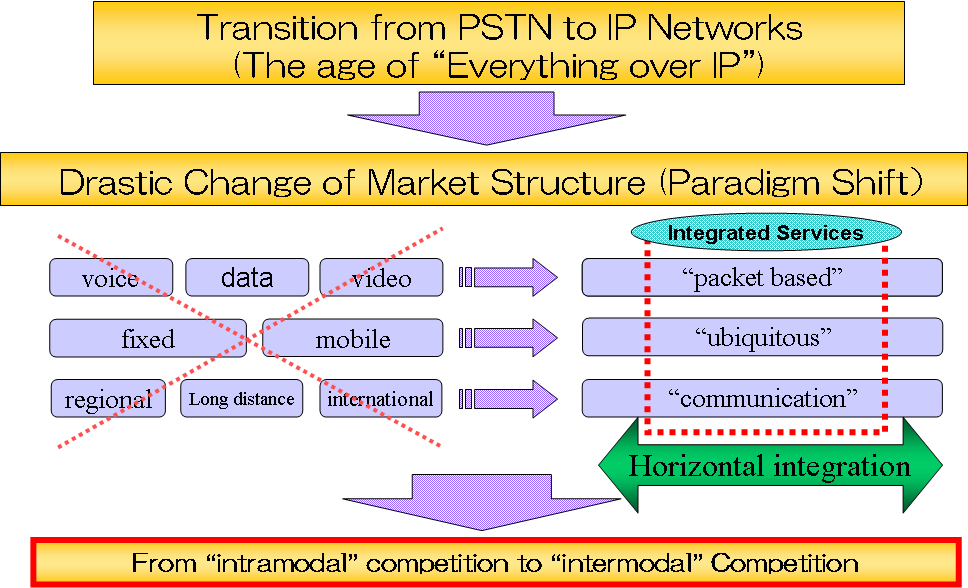 Transition from PSTN to IP Networks
(The age of “Everything over IP”)
Drastic Change of Market Structure (Paradigm Shift)
Integrated Services
voice data video “packet based”
fixed mobile “ubiquitous”
regional Long distance international “communication”
Horizontal integration
From “intramodal” competition to “intermodal” Competition